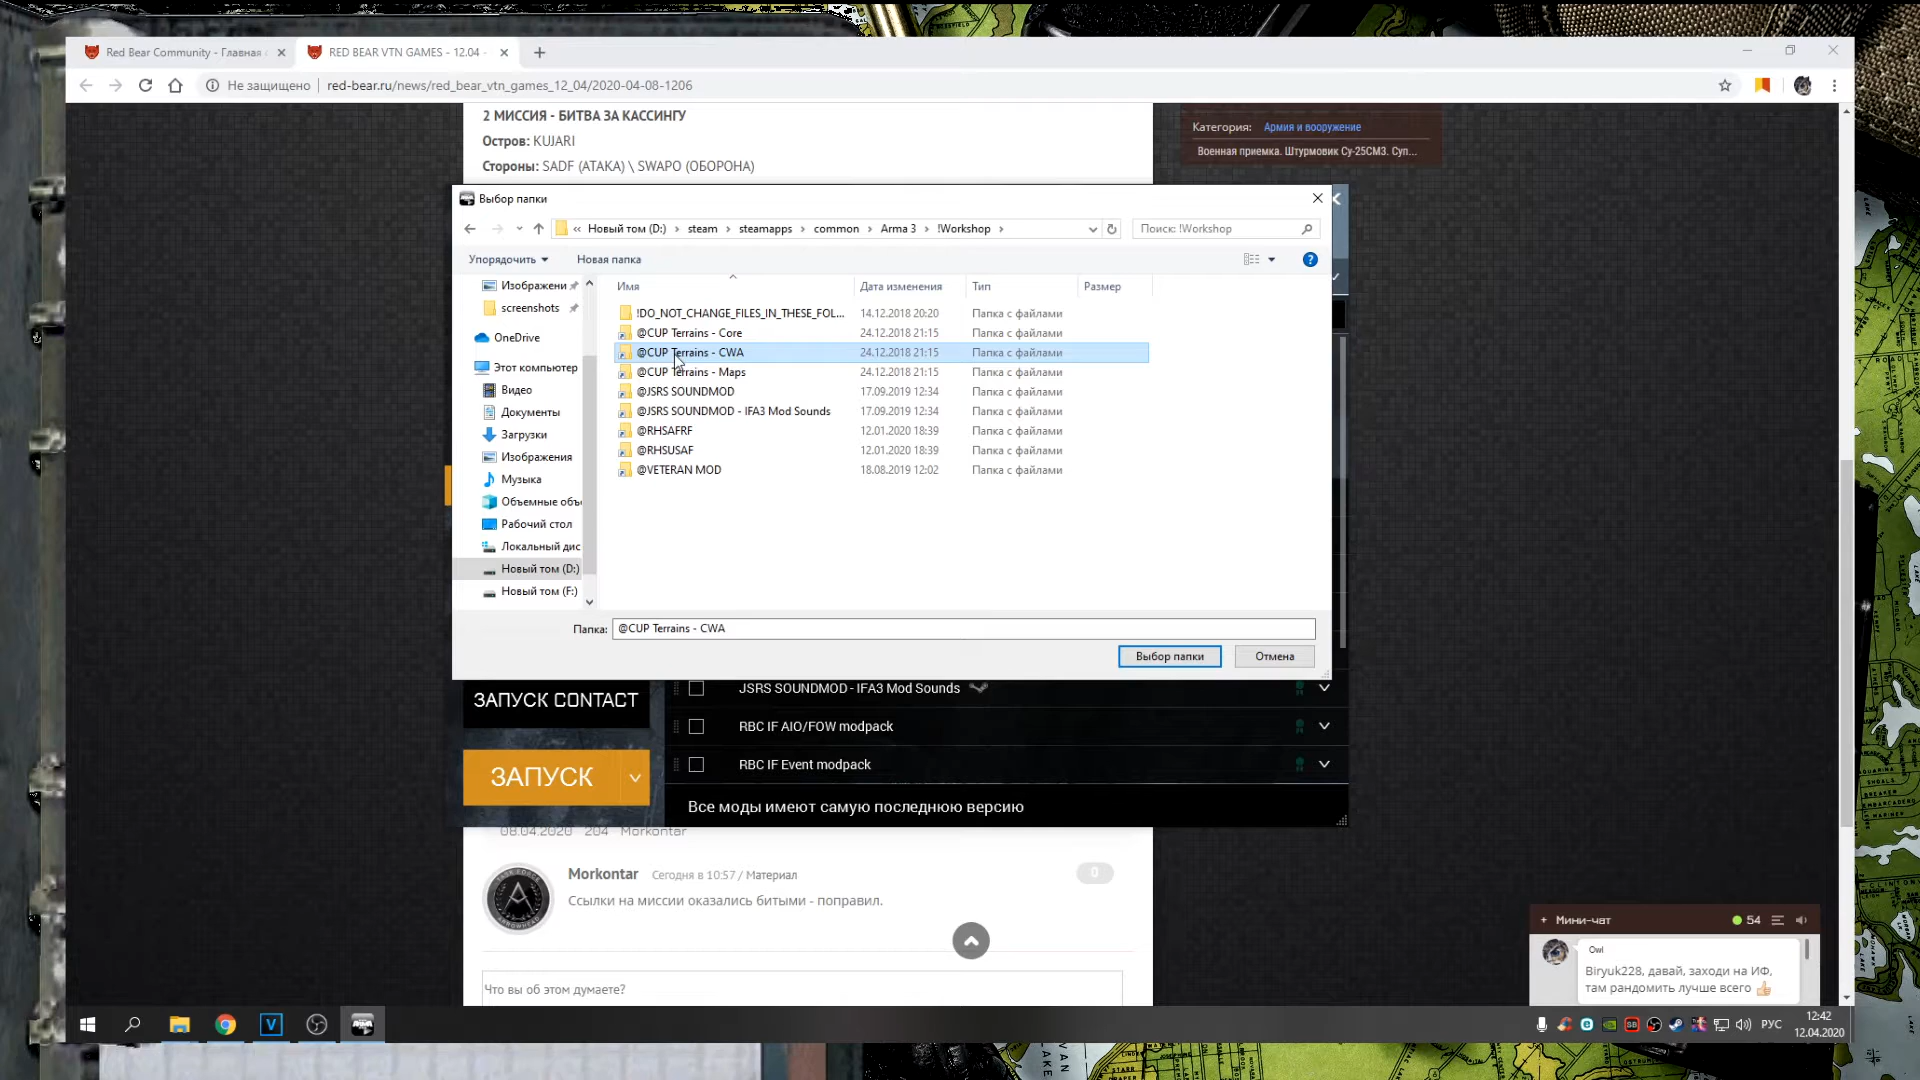 Red Bear Community - Главная с
RED BEAR VTN GAMES - 12.04 -
Не защищено
red-bear.ru/news/red_bear_vtn_games_12_04/2020-04-08-1206
2 МИССИЯ - БИТВА ЗА КАССИНГУ
Остров: KUJARI
Стороны: SADF (АТАКА) \ SWAPO (ОБОРОНА)
Категория: Армия и вооружение
Военная приемка. Штурмовик Су-25СМ3. Суп...
Выбор папки
« Новый том (D:) › steam › steamapps › common › Arma 3 › !Workshop ›
Поиск: !Workshop
Упорядочить
Новая папка
Имя
Дата изменения
Тип
Размер
Изображени
screenshots
OneDrive
Этот компьютер
Видео
Документы
Загрузки
Изображения
Музыка
Объемные объ
Рабочий стол
Локальный дис
Новый том (D:)
Новый том (F:)
!DO_NOT_CHANGE_FILES_IN_THESE_FOL... 14.12.2018 20:20 Папка с файлами
@CUP Terrains - Core 24.12.2018 21:15 Папка с файлами
@CUP Terrains - CWA 24.12.2018 21:15 Папка с файлами
@CUP Terrains - Maps 24.12.2018 21:15 Папка с файлами
@JSRS SOUNDMOD 17.09.2019 12:34 Папка с файлами
@JSRS SOUNDMOD - IFA3 Mod Sounds 17.09.2019 12:34 Папка с файлами
@RHSAFRF 12.01.2020 18:39 Папка с файлами
@RHSUSAF 12.01.2020 18:39 Папка с файлами
@VETERAN MOD 18.08.2019 12:02 Папка с файлами
Папка: @CUP Terrains - CWA
Выбор папки
Отмена
ЗАПУСК CONTACT
ЗАПУСК
JSRS SOUNDMOD - IFA3 Mod Sounds
RBC IF AIO/FOW modpack
RBC IF Event modpack
Все моды имеют самую последнюю версию
08.04.2020 204 Morkontar
Morkontar
Сегодня в 10:57 / Материал
0
Ссылки на миссии оказались битыми - поправил.
Что вы об этом думаете?
+ Мини-чат
54
Owl
Biryuk228, давай, заходи на ИФ,
там рандомить лучше всего
РУС
12:42
12.04.2020